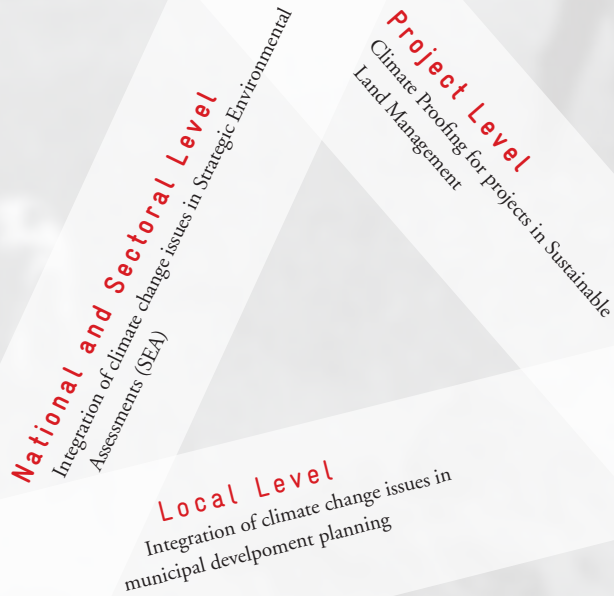 National and Sectoral Level
Integration of climate change issues in Strategic Environmental
Assessments (SEA)
Project Level
Climate Proofing for projects in Sustainable
Land Management
Local Level
Integration of climate change issues in
municipal develpoment planning